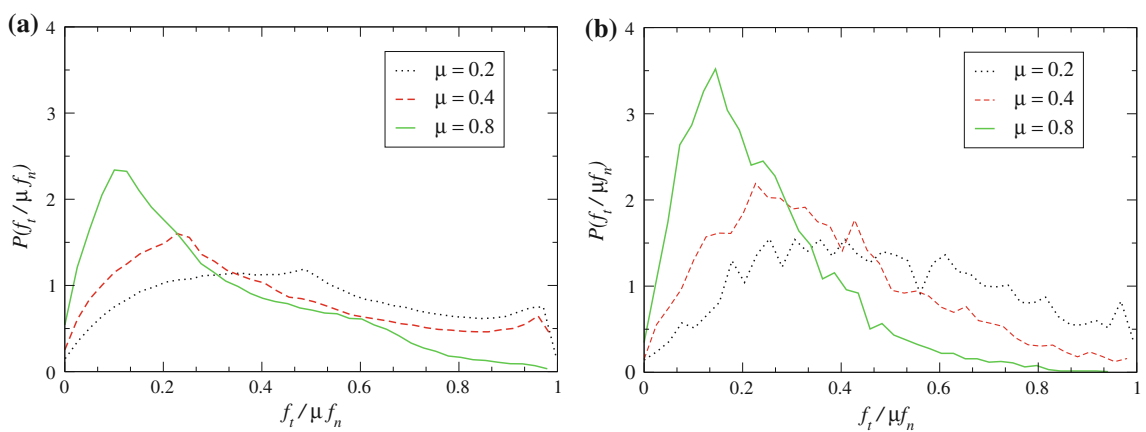 (a)
4
3
2
1
0
0
0.2
0.4
0.6
0.8
1
P(f_t / μ f_n)
f_t / μ f_n
μ = 0.2
μ = 0.4
μ = 0.8
(b)
4
3
2
1
0
0
0.2
0.4
0.6
0.8
1
P(f_t / μf_n)
f_t / μf_n
μ = 0.2
μ = 0.4
μ = 0.8